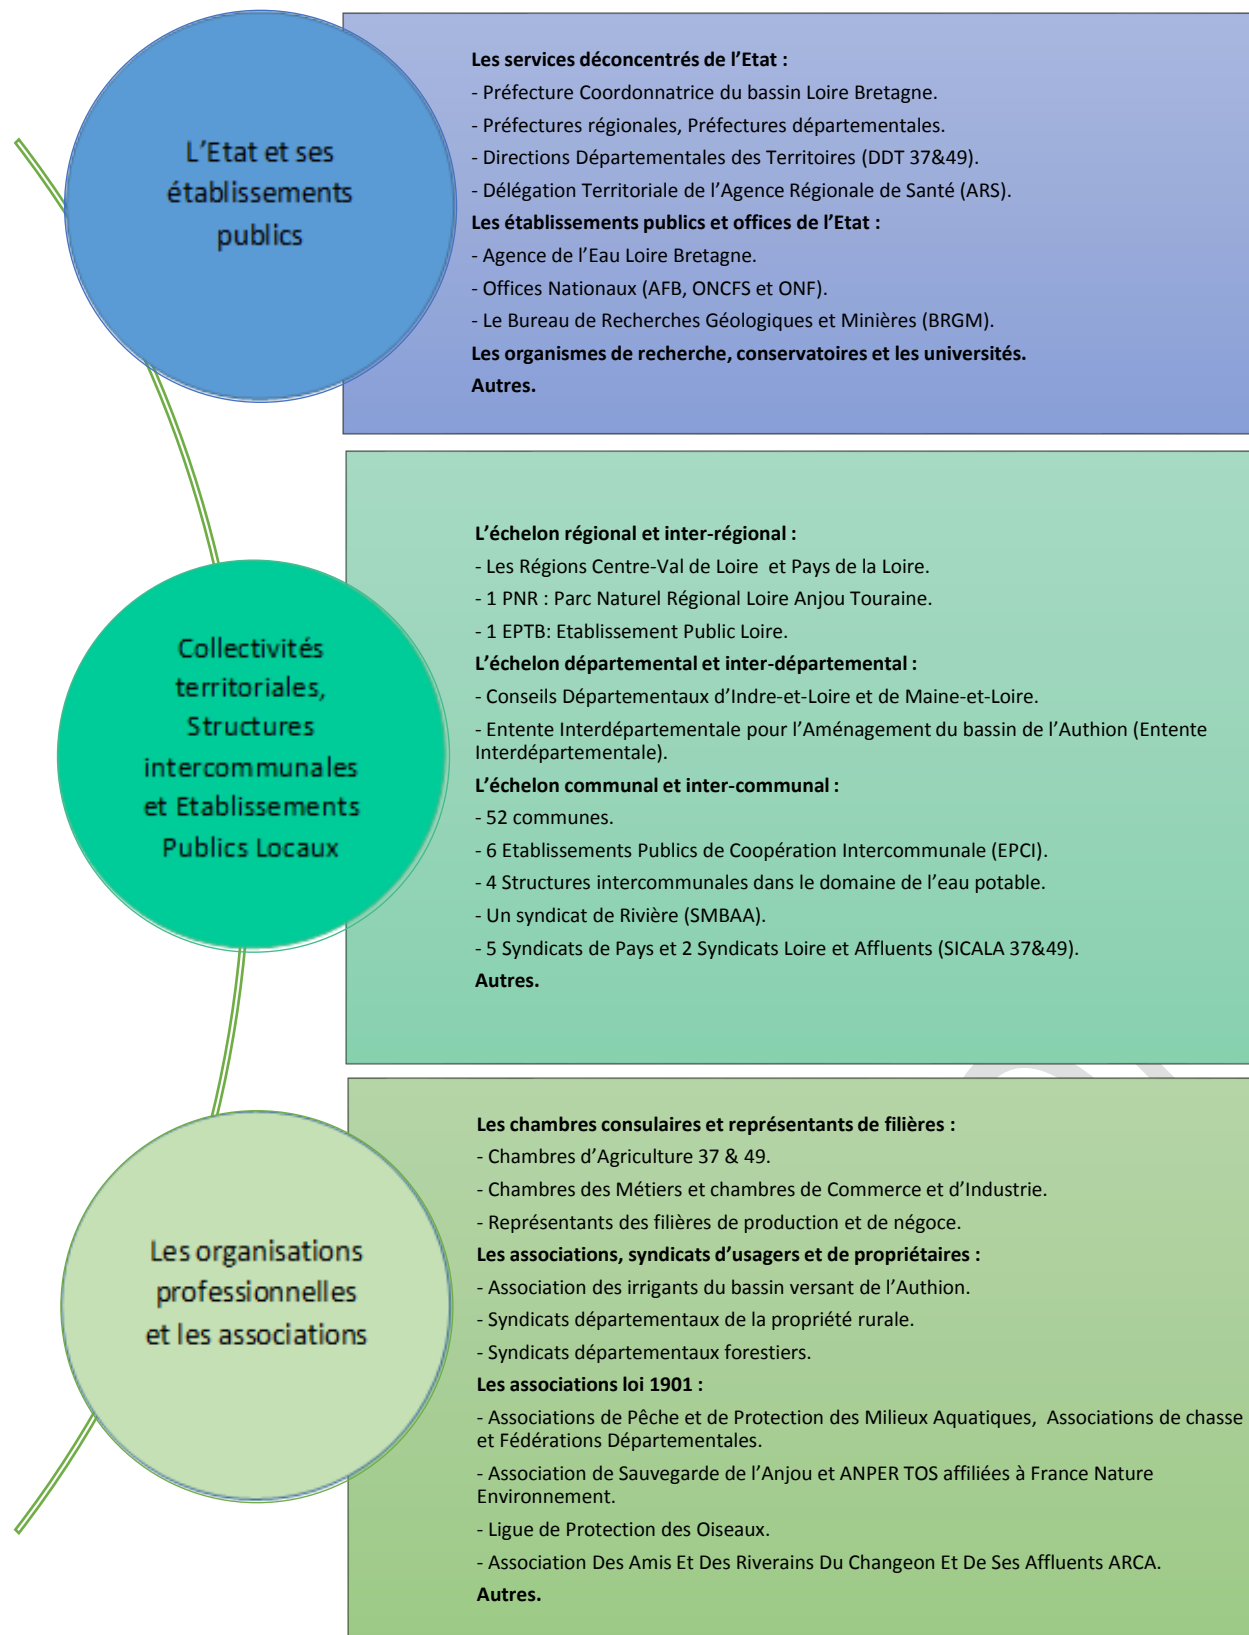 L’Etat et ses
établissements
publics
Les services déconcentrés de l’Etat :
- Préfecture Coordonnatrice du bassin Loire Bretagne.
- Préfectures régionales, Préfectures départementales.
- Directions Départementales des Territoires (DDT 37&49).
- Délégation Territoriale de l’Agence Régionale de Santé (ARS).
Les établissements publics et offices de l’Etat :
- Agence de l’Eau Loire Bretagne.
- Offices Nationaux (AFB, ONCFS et ONF).
- Le Bureau de Recherches Géologiques et Minières (BRGM).
Les organismes de recherche, conservatoires et les universités.
Autres.
Collectivités
territoriales,
Structures
intercommunales
et Etablissements
Publics Locaux
L’échelon régional et inter-régional :
- Les Régions Centre-Val de Loire  et Pays de la Loire.
- 1 PNR : Parc Naturel Régional Loire Anjou Touraine.
- 1 EPTB: Etablissement Public Loire.
L’échelon départemental et inter-départemental :
- Conseils Départementaux d’Indre-et-Loire et de Maine-et-Loire.
- Entente Interdépartementale pour l’Aménagement du bassin de l’Authion (Entente
Interdépartementale).
L’échelon communal et inter-communal :
- 52 communes.
- 6 Etablissements Publics de Coopération Intercommunale (EPCI).
- 4 Structures intercommunales dans le domaine de l’eau potable.
- Un syndicat de Rivière (SMBAA).
- 5 Syndicats de Pays et 2 Syndicats Loire et Affluents (SICALA 37&49).
Autres.
Les organisations
professionnelles
et les associations
Les chambres consulaires et représentants de filières :
- Chambres d’Agriculture 37 & 49.
- Chambres des Métiers et chambres de Commerce et d’Industrie.
- Représentants des filières de production et de négoce.
Les associations, syndicats d’usagers et de propriétaires :
- Association des irrigants du bassin versant de l’Authion.
- Syndicats départementaux de la propriété rurale.
- Syndicats départementaux forestiers.
Les associations loi 1901 :
- Associations de Pêche et de Protection des Milieux Aquatiques,  Associations de chasse
et Fédérations Départementales.
- Association de Sauvegarde de l’Anjou et ANPER TOS affiliées à France Nature
Environnement.
- Ligue de Protection des Oiseaux.
- Association Des Amis Et Des Riverains Du Changeon Et De Ses Affluents ARCA.
Autres.